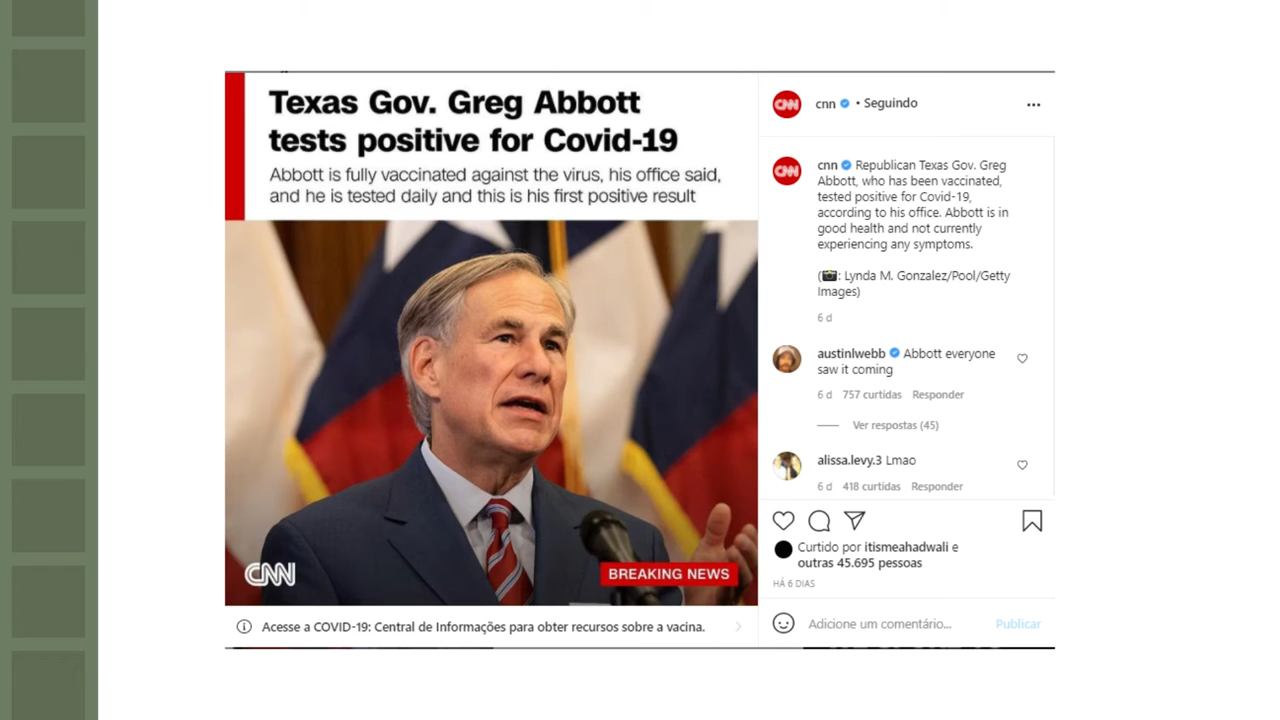 Texas Gov. Greg Abbott
tests positive for Covid-19
Abbott is fully vaccinated against the virus, his office said,
and he is tested daily and this is his first positive result
CNN
BREAKING NEWS
Acesse a COVID-19: Central de Informações para obter recursos sobre a vacina.
CNN
cnn • Seguindo
CNN
cnn Republican Texas Gov. Greg
Abbott, who has been vaccinated,
tested positive for Covid-19,
according to his office. Abbott is in
good health and not currently
experiencing any symptoms.
(📷: Lynda M. Gonzalez/Pool/Getty
Images)
6 d
austinlwebb Abbott everyone
saw it coming
6 d 757 curtidas Responder
Ver respostas (45)
alissa.levy.3 Lmao
6 d 418 curtidas Responder
Curtido por itismeahadwali e
outras 45.695 pessoas
HÁ 6 DIAS
Adicione um comentário... Publicar